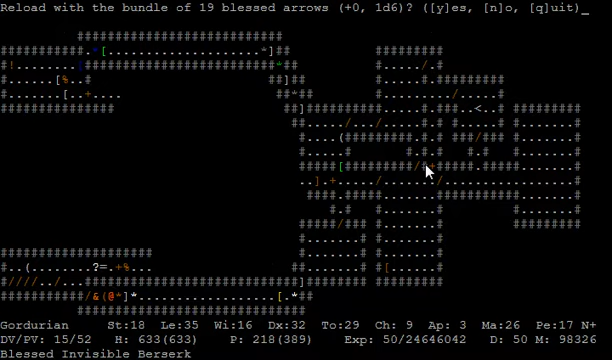 Reload with the bundle of 19 blessed arrows (+0, 1d6)? ([y]es, [n]o, [q]uit)_
Gordurian St:18 Le:35 Wi:16 Dx:32 To:29 Ch: 9 Ap: 3 Ma:26 Pe:17 N+
DV/PV: 15/52 H: 633(633) P: 218(389) Exp: 50/24646042 D: 50 M: 98326
Blessed Invisible Berserk